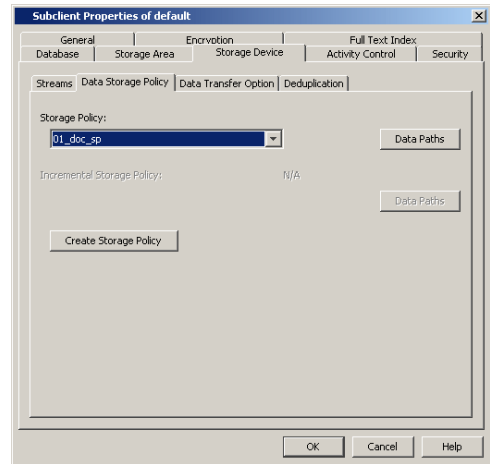 Subclient Properties of default
General Encryption Full Text Index
Database Storage Area Storage Device Activity Control Security
Streams Data Storage Policy Data Transfer Option Deduplication
Storage Policy:
01_doc_sp Data Paths
Incremental Storage Policy: N/A
Data Paths
Create Storage Policy
OK Cancel Help